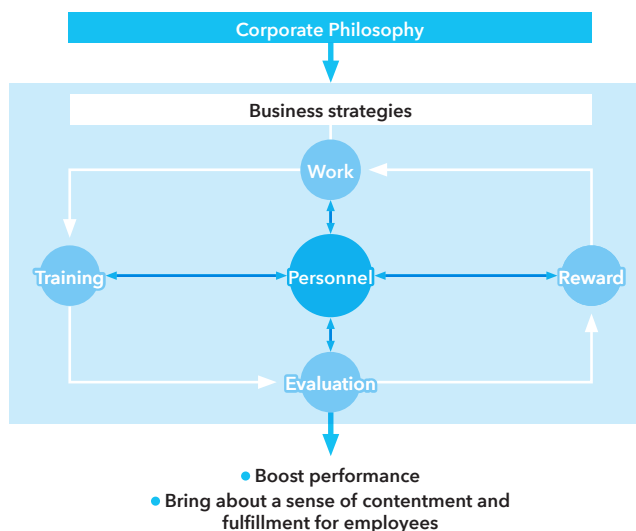 Corporate Philosophy
Business strategies
Work
Training
Personnel
Reward
Evaluation
● Boost performance
● Bring about a sense of contentment and
fulfillment for employees